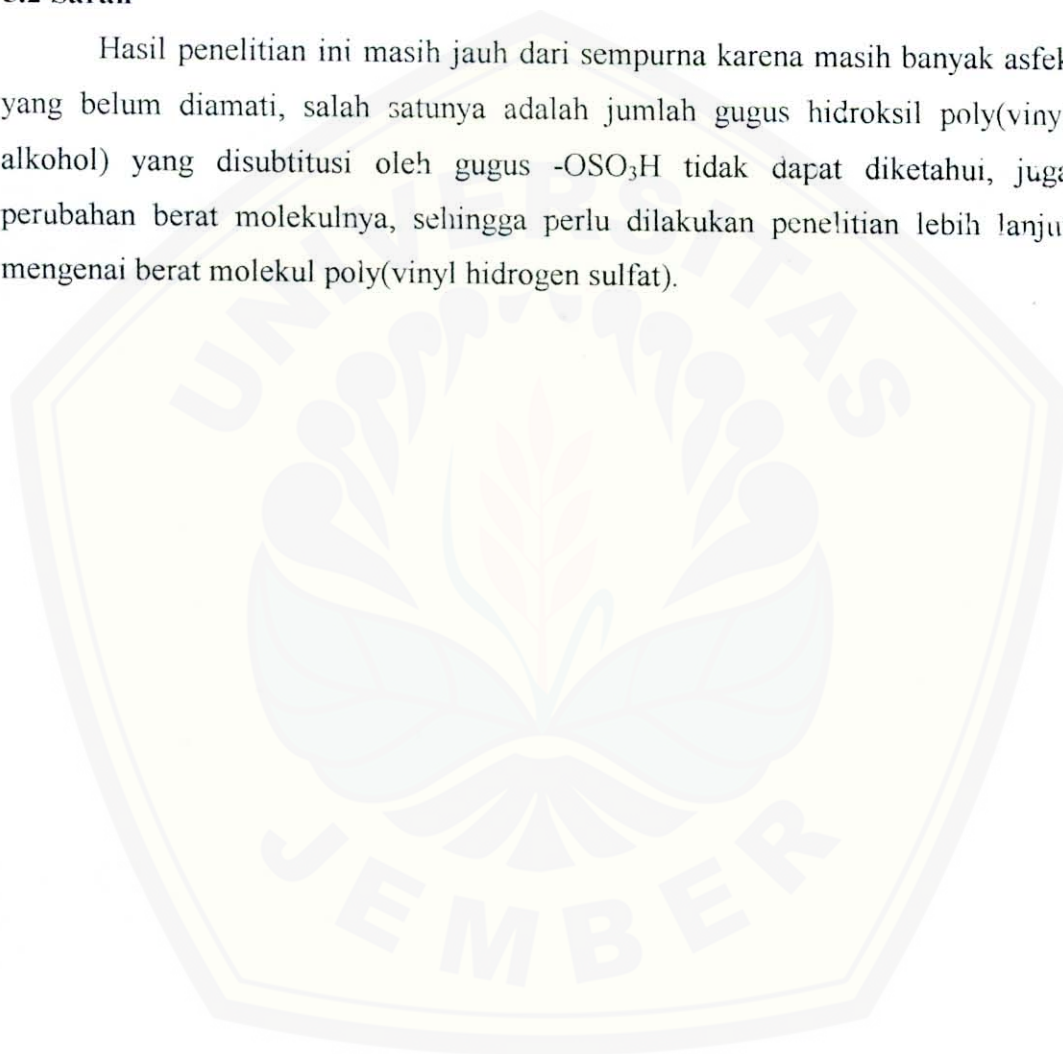 Hasil penelitian ini masih jauh dari sempurna karena masih banyak asfek
yang belum diamati, salah satunya adalah jumlah gugus hidroksil poly(viny
alkohol) yang disubtitusi oleh gugus -OSO₃H tidak dapat diketahui, juga
perubahan berat molekulnya, sehingga perlu dilakukan penelitian lebih lanju
mengenai berat molekul poly(vinyl hidrogen sulfat).
UNIVERSITAS
JEMBER